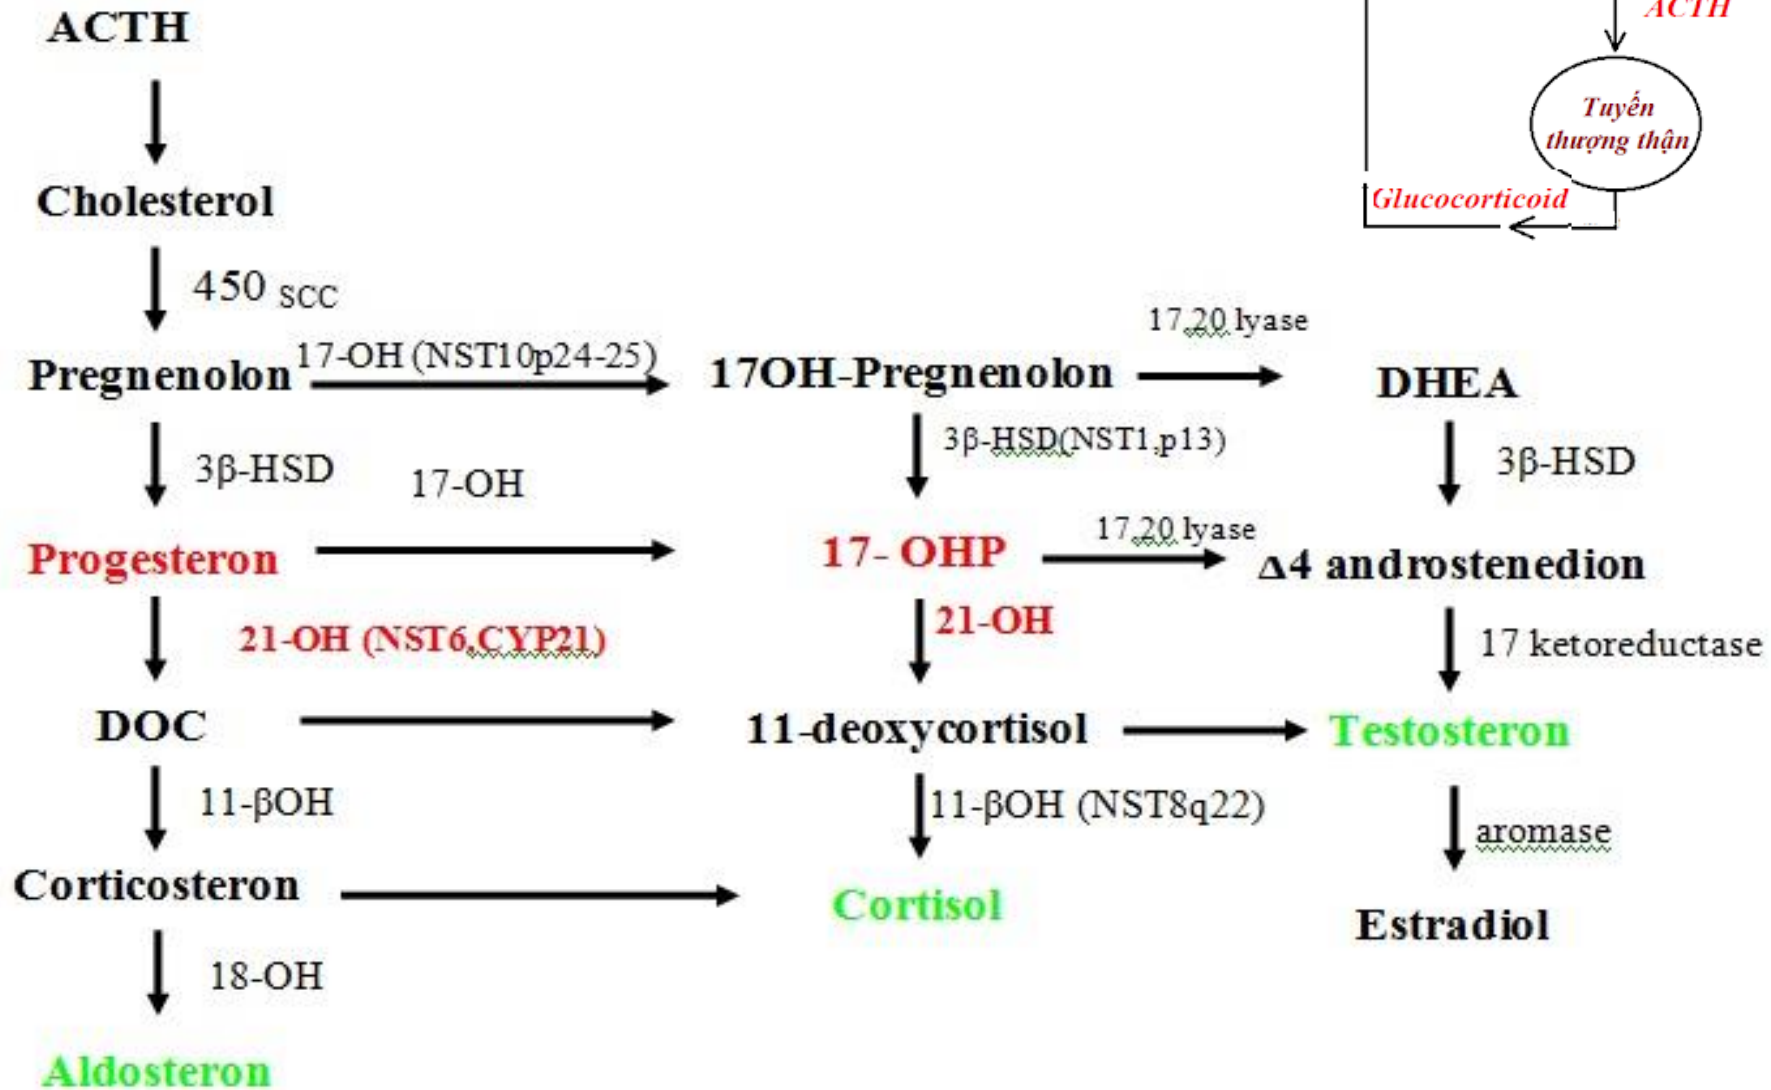 ACTH
ACTH
Tuyến
thượng thận
Glucocorticoid
Cholesterol
450 SCC
17,20 lyase
17-OH (NST10p24-25)
Pregnenolon
17OH-Pregnenolon
DHEA
3β-HSD
17-OH
3β-HSD(NST1,p13)
3β-HSD
Progesteron
17- OHP
17,20 lyase
Δ4 androstenedion
21-OH (NST6,CYP21)
21-OH
17 ketoreductase
DOC
11-deoxycortisol
Testosteron
11-βOH
11-βOH (NST8q22)
aromase
Corticosteron
Cortisol
Estradiol
18-OH
Aldosteron